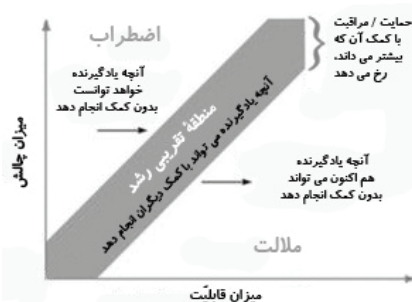 اضطراب
حمایت / مراقبت
با کمک آن که
بیشتر می داند،
رخ می دهد
آنچه یادگیرنده
خواهد توانست
بدون کمک انجام دهد
منطقهٔ تقریبی رشد
آنچه یادگیرنده می تواند با کمک دیگران انجام دهد
میزان چالش
آنچه یادگیرنده
هم اکنون می تواند
بدون کمک انجام دهد
ملالت
میزان قابلیّت